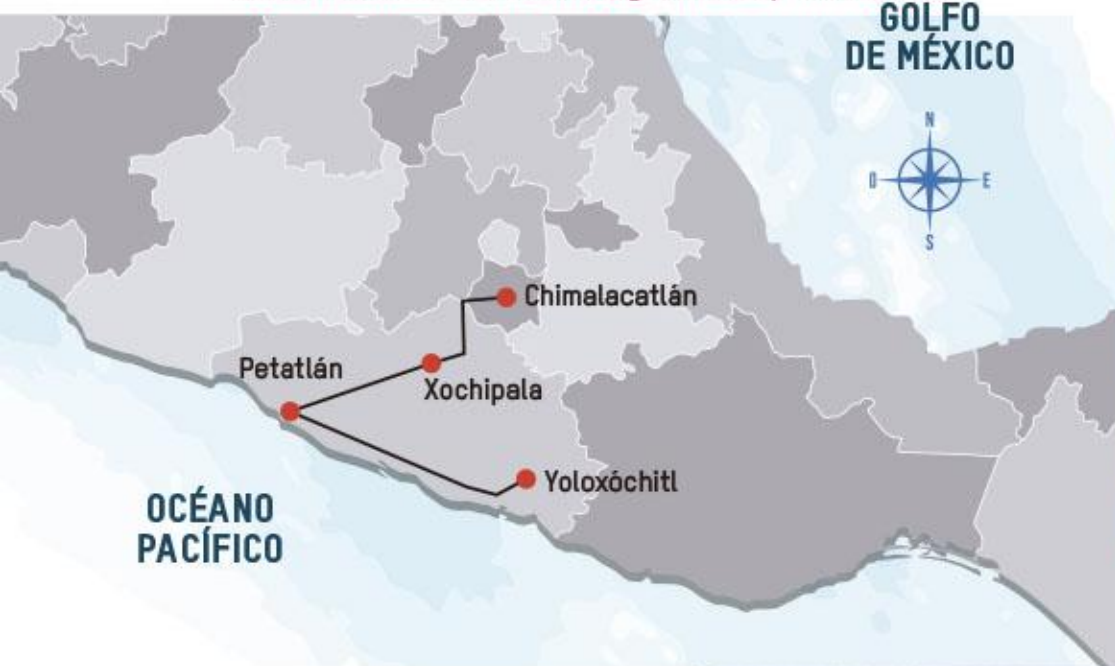 GOLFO
DE MÉXICO
N
O
E
S
Chimalacatlán
Petatlán
Xochipala
Yoloxóchitl
OCÉANO
PACÍFICO